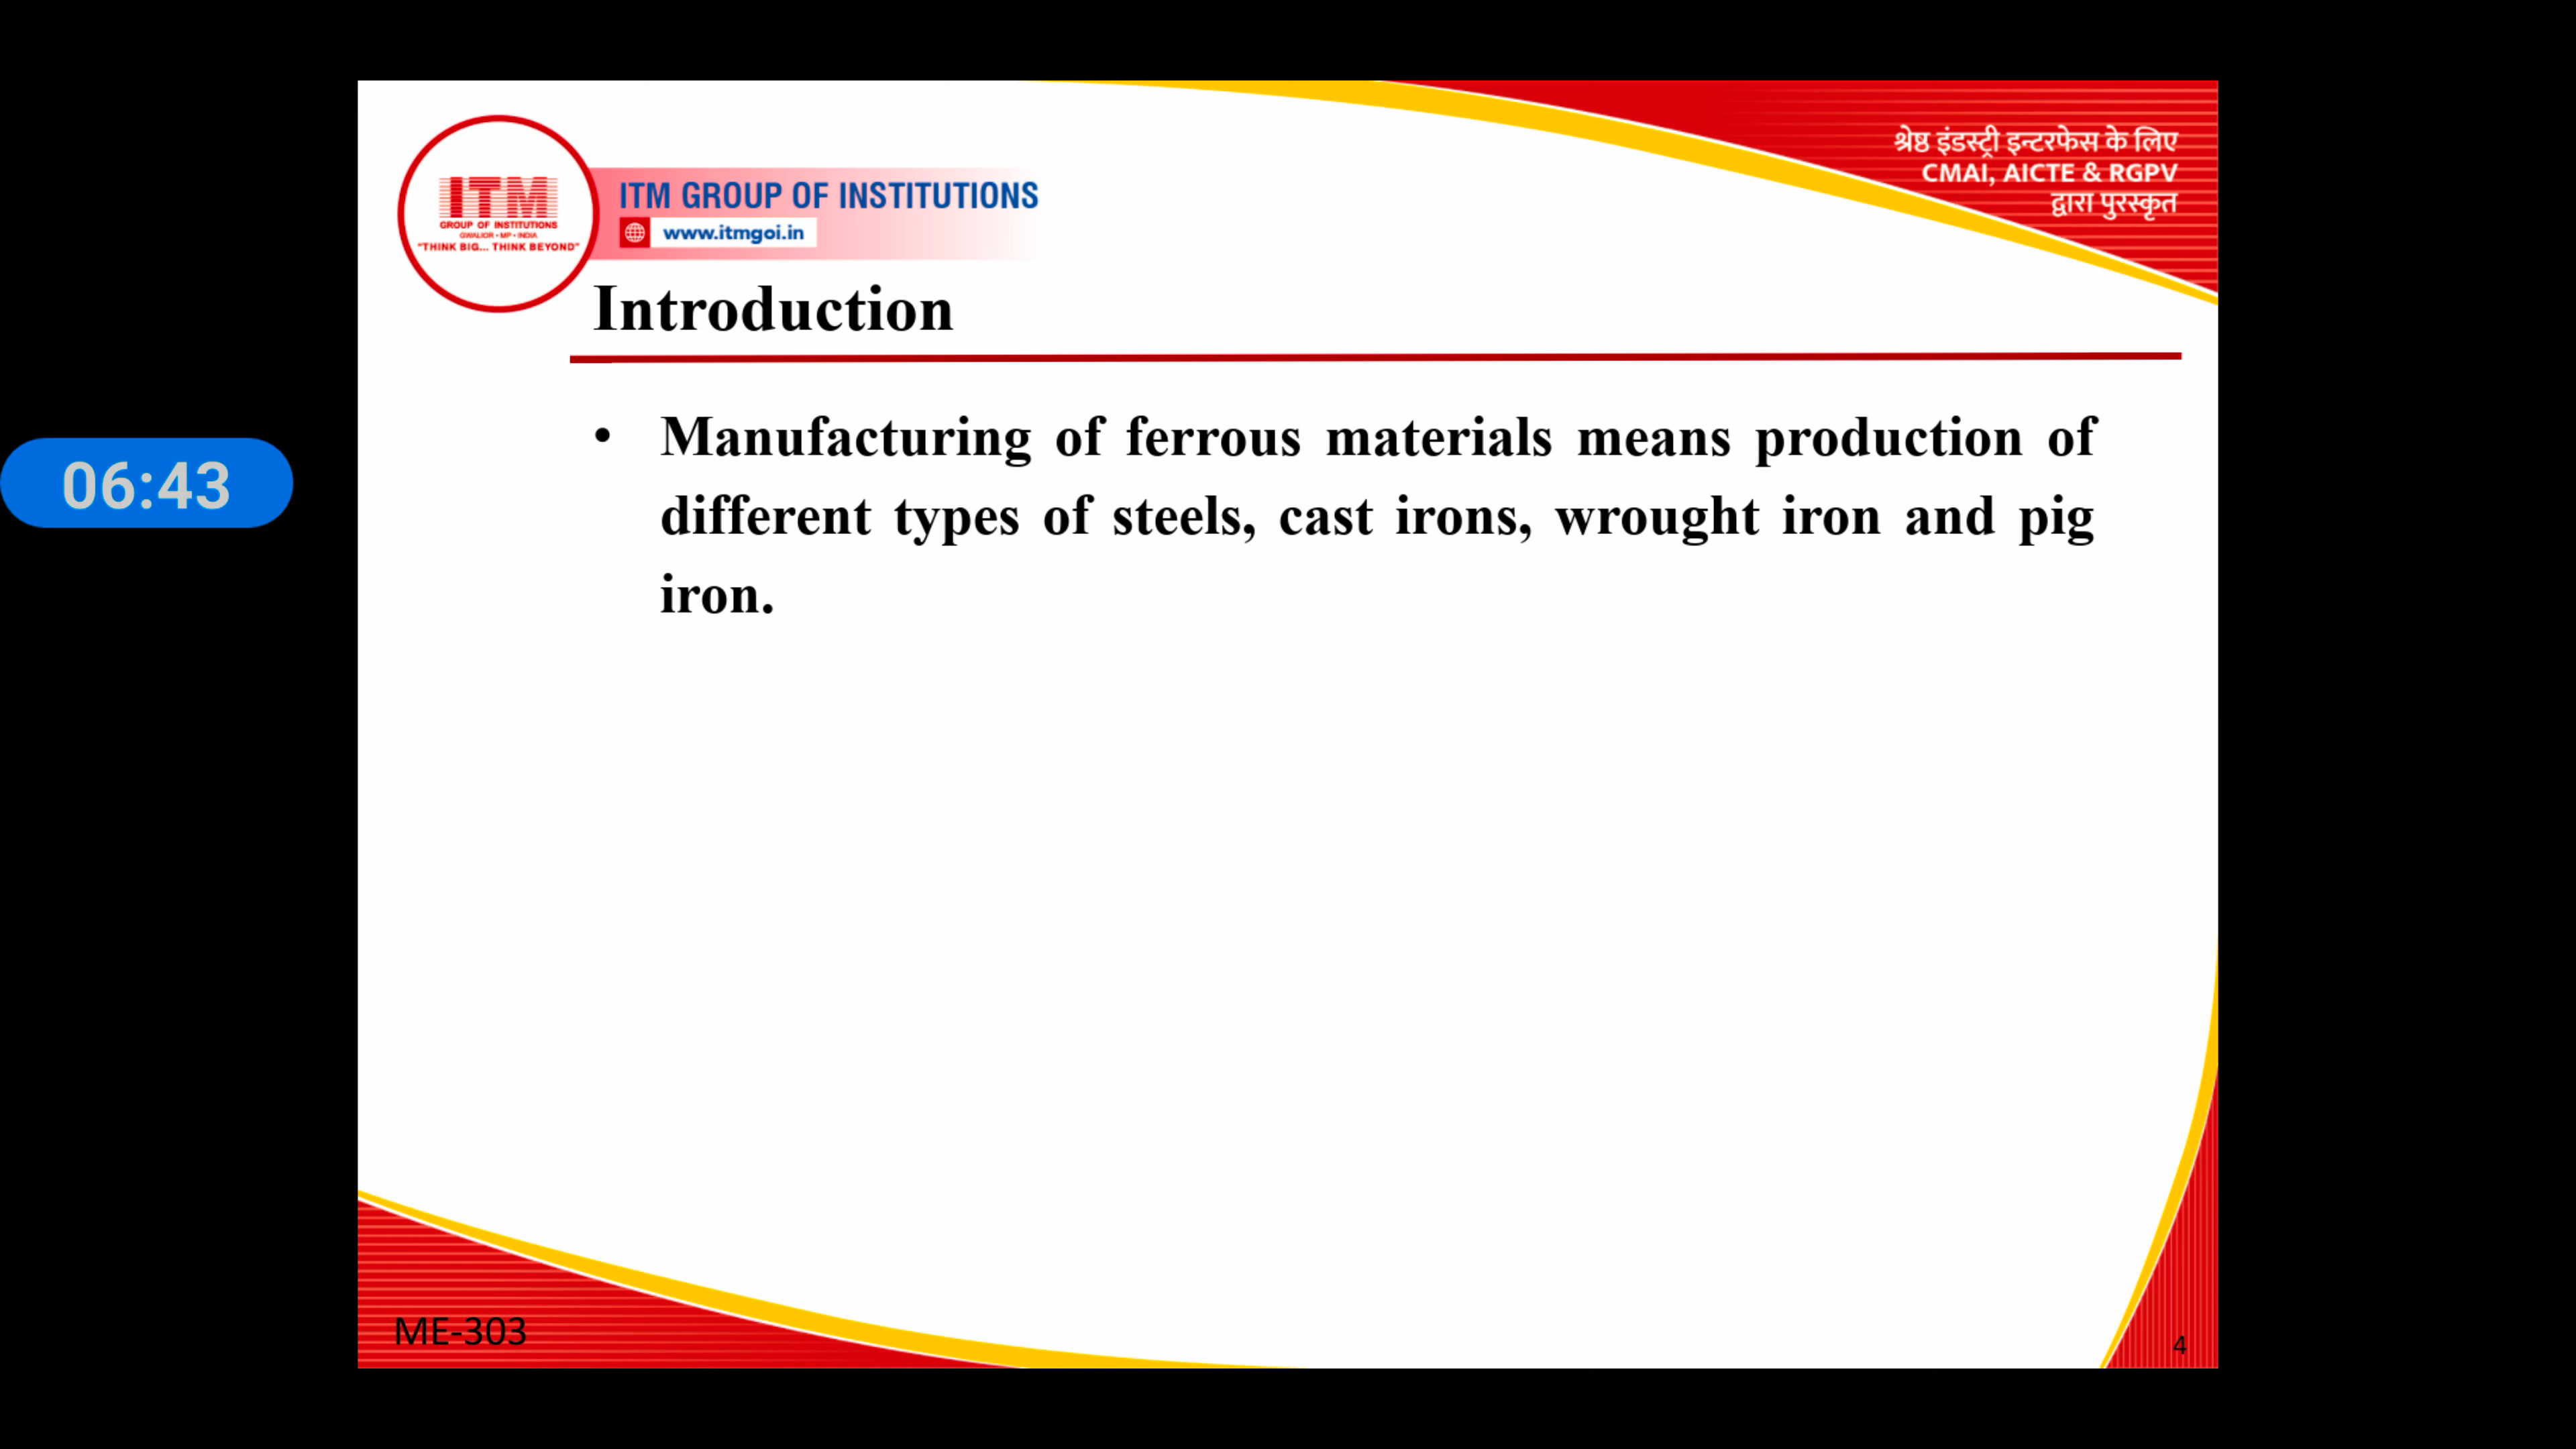 श्रेष्ठ इंडस्ट्री इन्टरफेस के लिए
CMAI, AICTE & RGPV
द्वारा पुरस्कृत
ITM
GROUP OF INSTITUTIONS
GWALIOR • MP • INDIA
"THINK BIG... THINK BEYOND"
ITM GROUP OF INSTITUTIONS
www.itmgoi.in
Introduction
06:43
• Manufacturing of ferrous materials means production of
different types of steels, cast irons, wrought iron and pig
iron.
ME-303
4